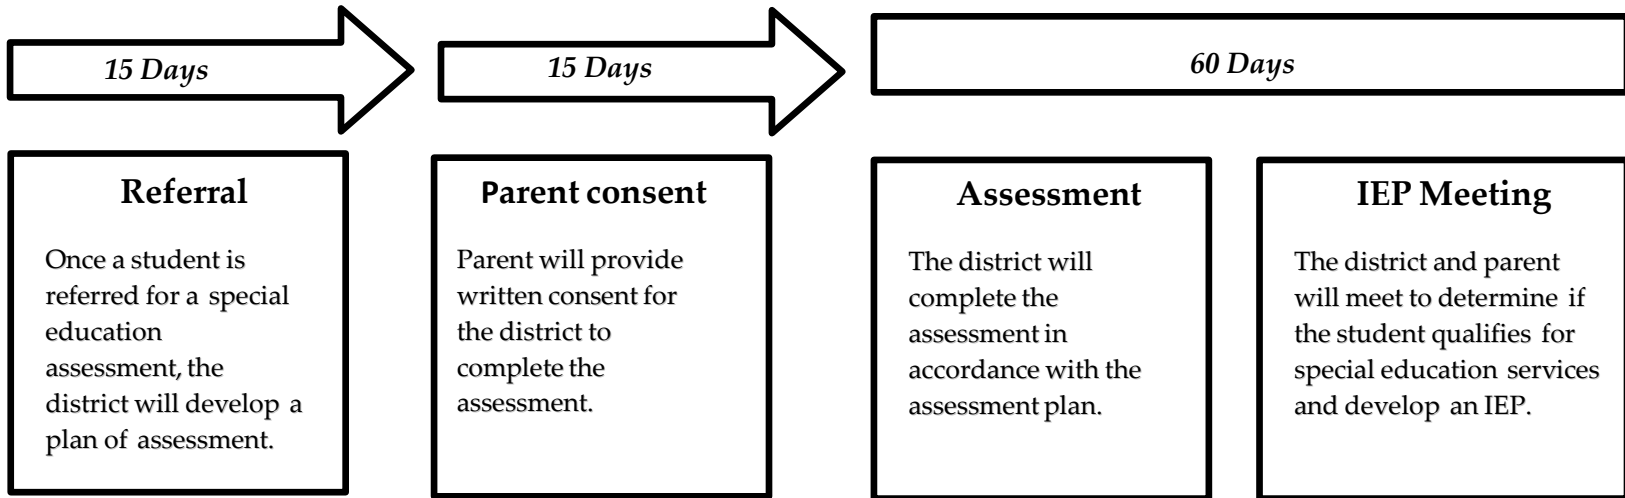 15 Days
15 Days
60 Days
Referral
Once a student is
referred for a special
education
assessment, the
district will develop a
plan of assessment.
Parent consent
Parent will provide
written consent for
the district to
complete the
assessment.
Assessment
The district will
complete the
assessment in
accordance with the
assessment plan.
IEP Meeting
The district and parent
will meet to determine if
the student qualifies for
special education services
and develop an IEP.